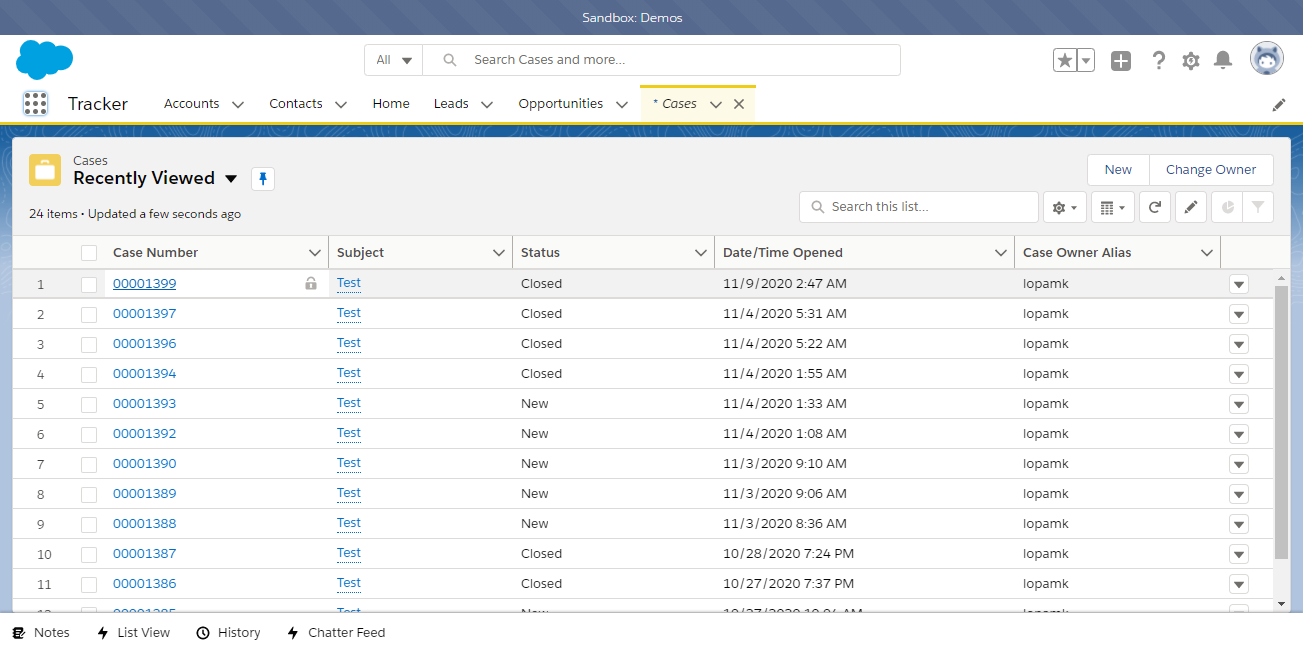 Sandbox: Demos
All Search Cases and more...
Tracker Accounts Contacts Home Leads Opportunities * Cases
Cases
Recently Viewed
New Change Owner
24 items • Updated a few seconds ago
Search this list...
Case Number Subject Status Date/Time Opened Case Owner Alias
1 00001399 Test Closed 11/9/2020 2:47 AM lopamk
2 00001397 Test Closed 11/4/2020 5:31 AM lopamk
3 00001396 Test Closed 11/4/2020 5:22 AM lopamk
4 00001394 Test Closed 11/4/2020 1:55 AM lopamk
5 00001393 Test New 11/4/2020 1:33 AM lopamk
6 00001392 Test New 11/4/2020 1:08 AM lopamk
7 00001390 Test New 11/3/2020 9:10 AM lopamk
8 00001389 Test New 11/3/2020 9:06 AM lopamk
9 00001388 Test New 11/3/2020 8:36 AM lopamk
10 00001387 Test Closed 10/28/2020 7:24 PM lopamk
11 00001386 Test Closed 10/27/2020 7:37 PM lopamk
Notes List View History Chatter Feed